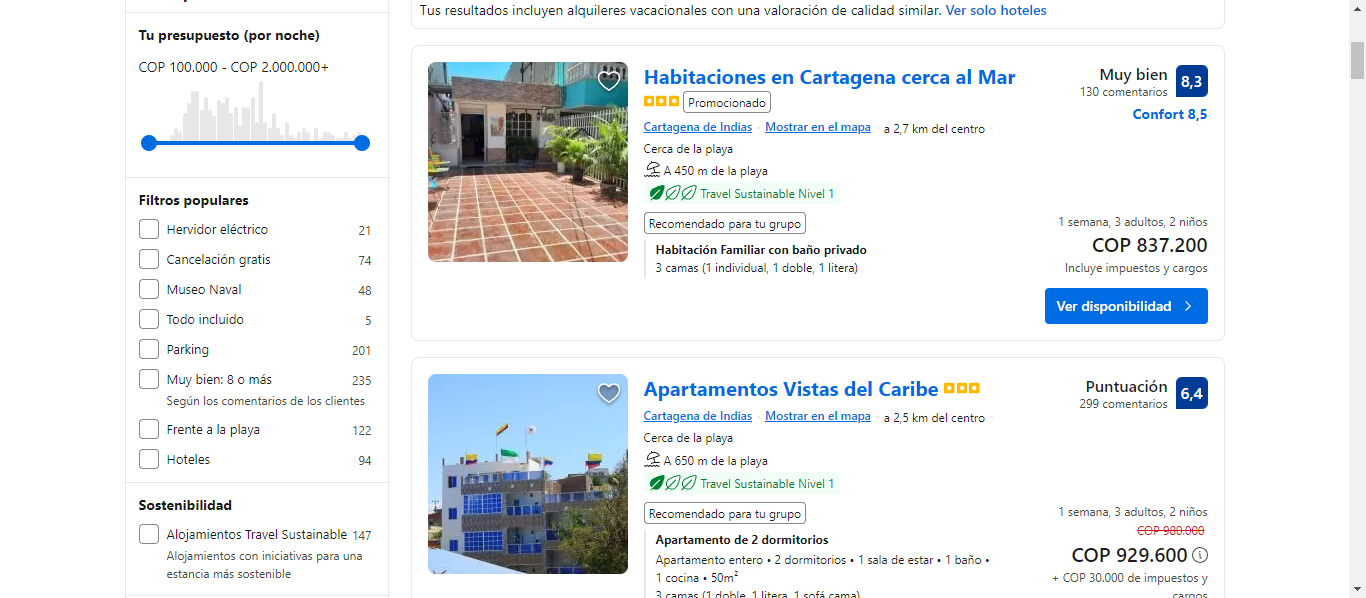 Tus resultados incluyen alquileres vacacionales con una valoración de calidad similar. Ver solo hoteles
Tu presupuesto (por noche)
COP 100.000 - COP 2.000.000+
Filtros populares
Hervidor eléctrico 21
Cancelación gratis 74
Museo Naval 48
Todo incluido 5
Parking 201
Muy bien: 8 o más 235
Según los comentarios de los clientes
Frente a la playa 122
Hoteles 94
Sostenibilidad
Alojamientos Travel Sustainable 147
Alojamientos con iniciativas para una
estancia más sostenible
Habitaciones en Cartagena cerca al Mar
Promocionado
Muy bien 8,3
130 comentarios
Confort 8,5
Cartagena de Indias · Mostrar en el mapa · a 2,7 km del centro ·
Cerca de la playa
A 450 m de la playa
Travel Sustainable Nivel 1
Recomendado para tu grupo
Habitación Familiar con baño privado
3 camas (1 individual, 1 doble, 1 litera)
1 semana, 3 adultos, 2 niños
COP 837.200
Incluye impuestos y cargos
Ver disponibilidad
Apartamentos Vistas del Caribe
Puntuación 6,4
299 comentarios
Cartagena de Indias · Mostrar en el mapa · a 2,5 km del centro ·
Cerca de la playa
A 650 m de la playa
Travel Sustainable Nivel 1
Recomendado para tu grupo
Apartamento de 2 dormitorios
Apartamento entero • 2 dormitorios • 1 sala de estar • 1 baño •
1 cocina • 50m²
3 camas (1 doble, 1 litera, 1 sofá cama)
1 semana, 3 adultos, 2 niños
COP 980.000
COP 929.600
+ COP 30.000 de impuestos y
cargos